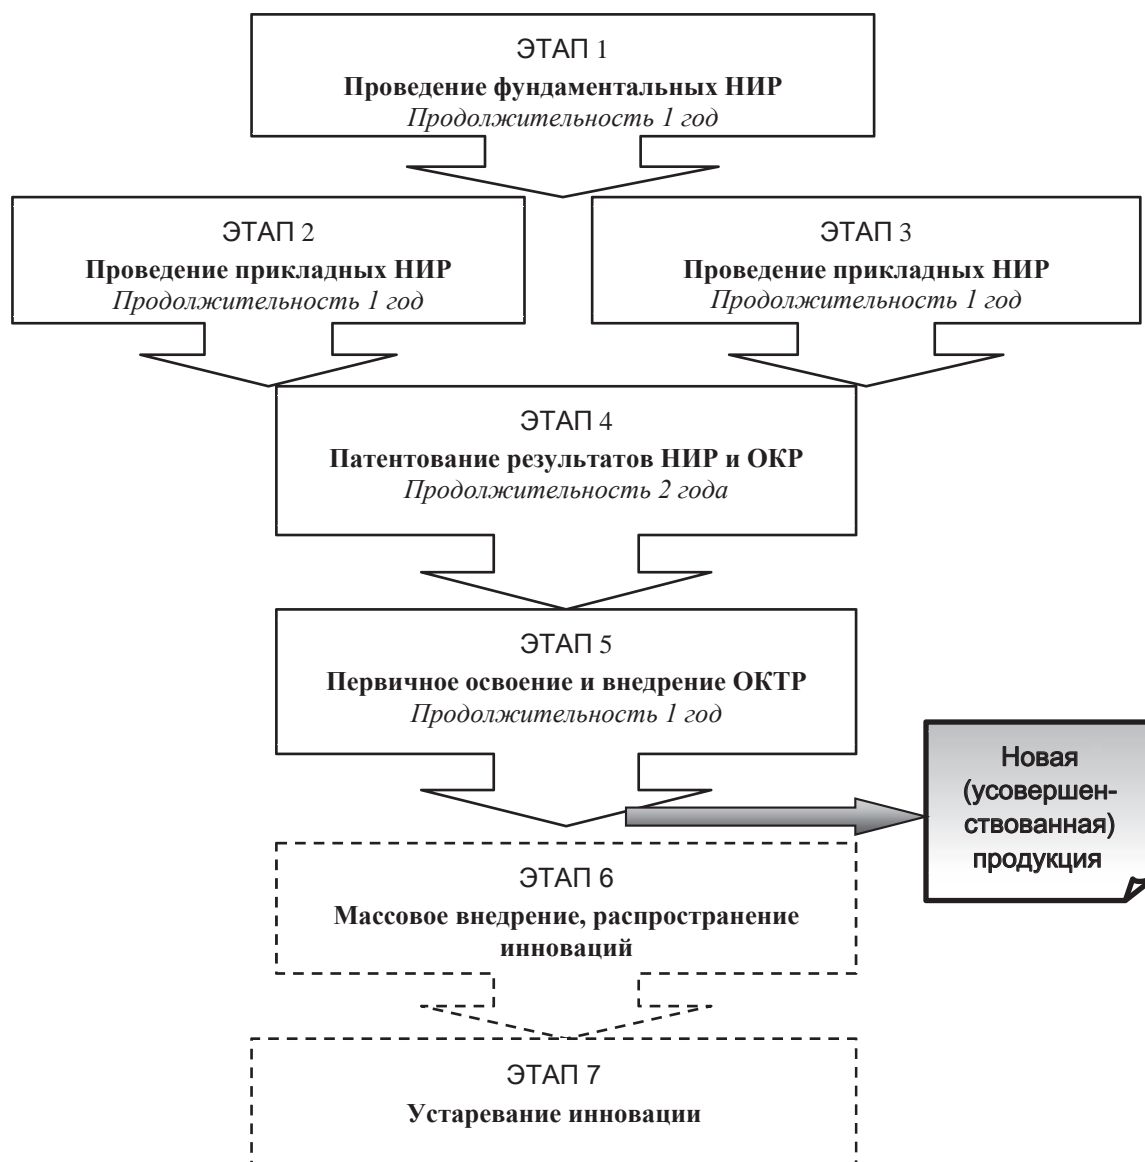 ЭТАП 1
Проведение фундаментальных НИР
Продолжительность 1 год
ЭТАП 2
Проведение прикладных НИР
Продолжительность 1 год
ЭТАП 3
Проведение прикладных НИР
Продолжительность 1 год
ЭТАП 4
Патентование результатов НИР и ОКР
Продолжительность 2 года
ЭТАП 5
Первичное освоение и внедрение ОКТР
Продолжительность 1 год
Новая
(усовершен-
ствованная)
продукция
ЭТАП 6
Массовое внедрение, распространение
инноваций
ЭТАП 7
Устаревание инновации